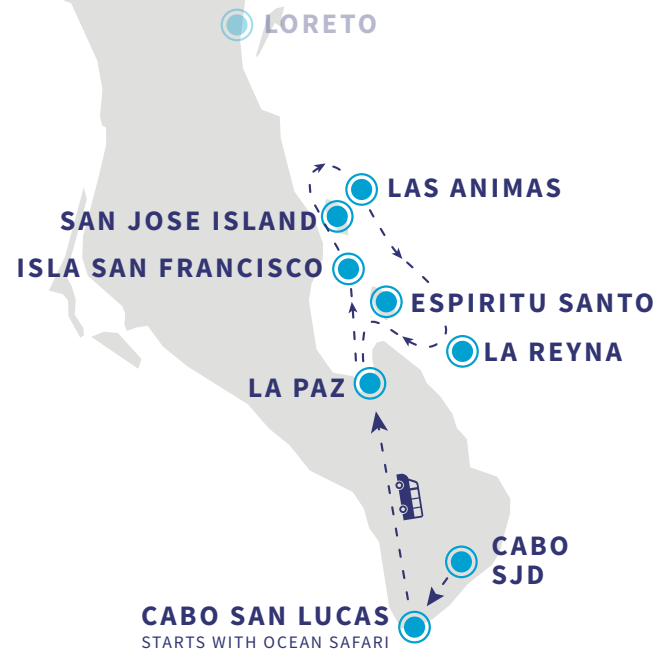 LORETO
LAS ANIMAS
SAN JOSE ISLAND
ISLA SAN FRANCISCO
ESPIRITU SANTO
LA REYNA
LA PAZ
CABO
SJD
CABO SAN LUCAS
STARTS WITH OCEAN SAFARI